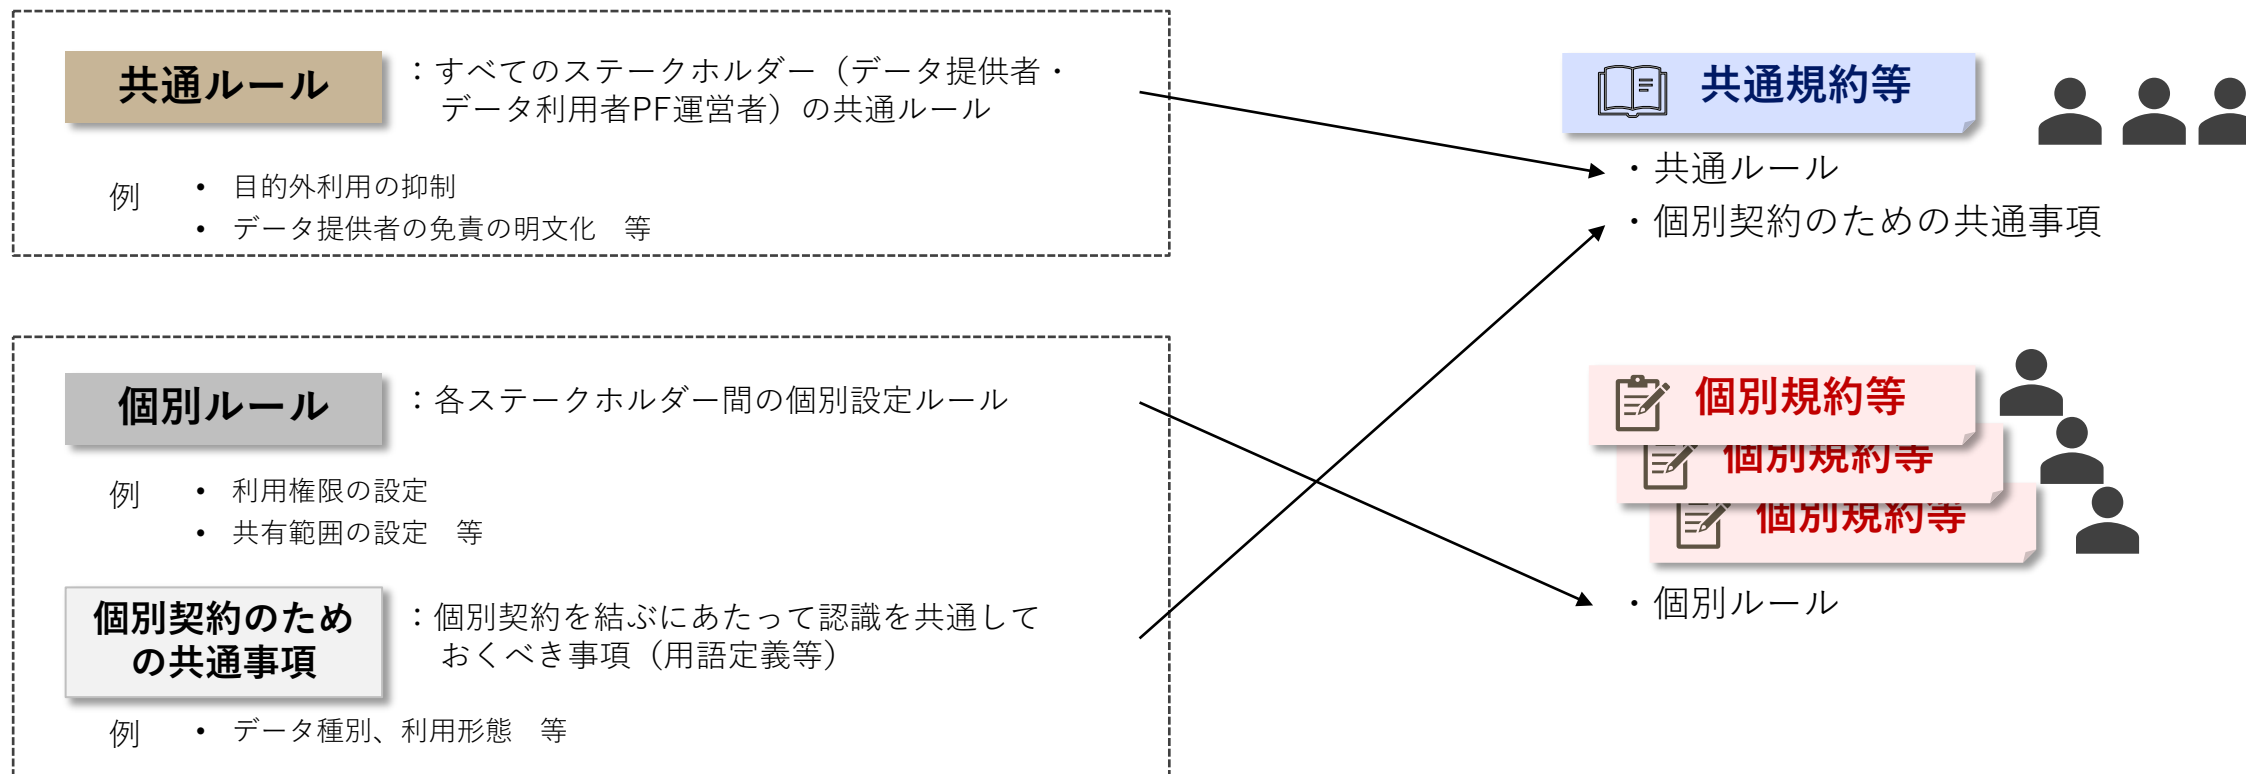 共通ルール
：すべてのステークホルダー（データ提供者・
データ利用者PF運営者）の共通ルール
例
• 目的外利用の抑制
• データ提供者の免責の明文化　等
個別ルール
：各ステークホルダー間の個別設定ルール
例
• 利用権限の設定
• 共有範囲の設定　等
個別契約のため
の共通事項
：個別契約を結ぶにあたって認識を共通して
おくべき事項（用語定義等）
例
• データ種別、利用形態　等
共通規約等
・共通ルール
・個別契約のための共通事項
個別規約等
個別規約等
個別規約等
・個別ルール